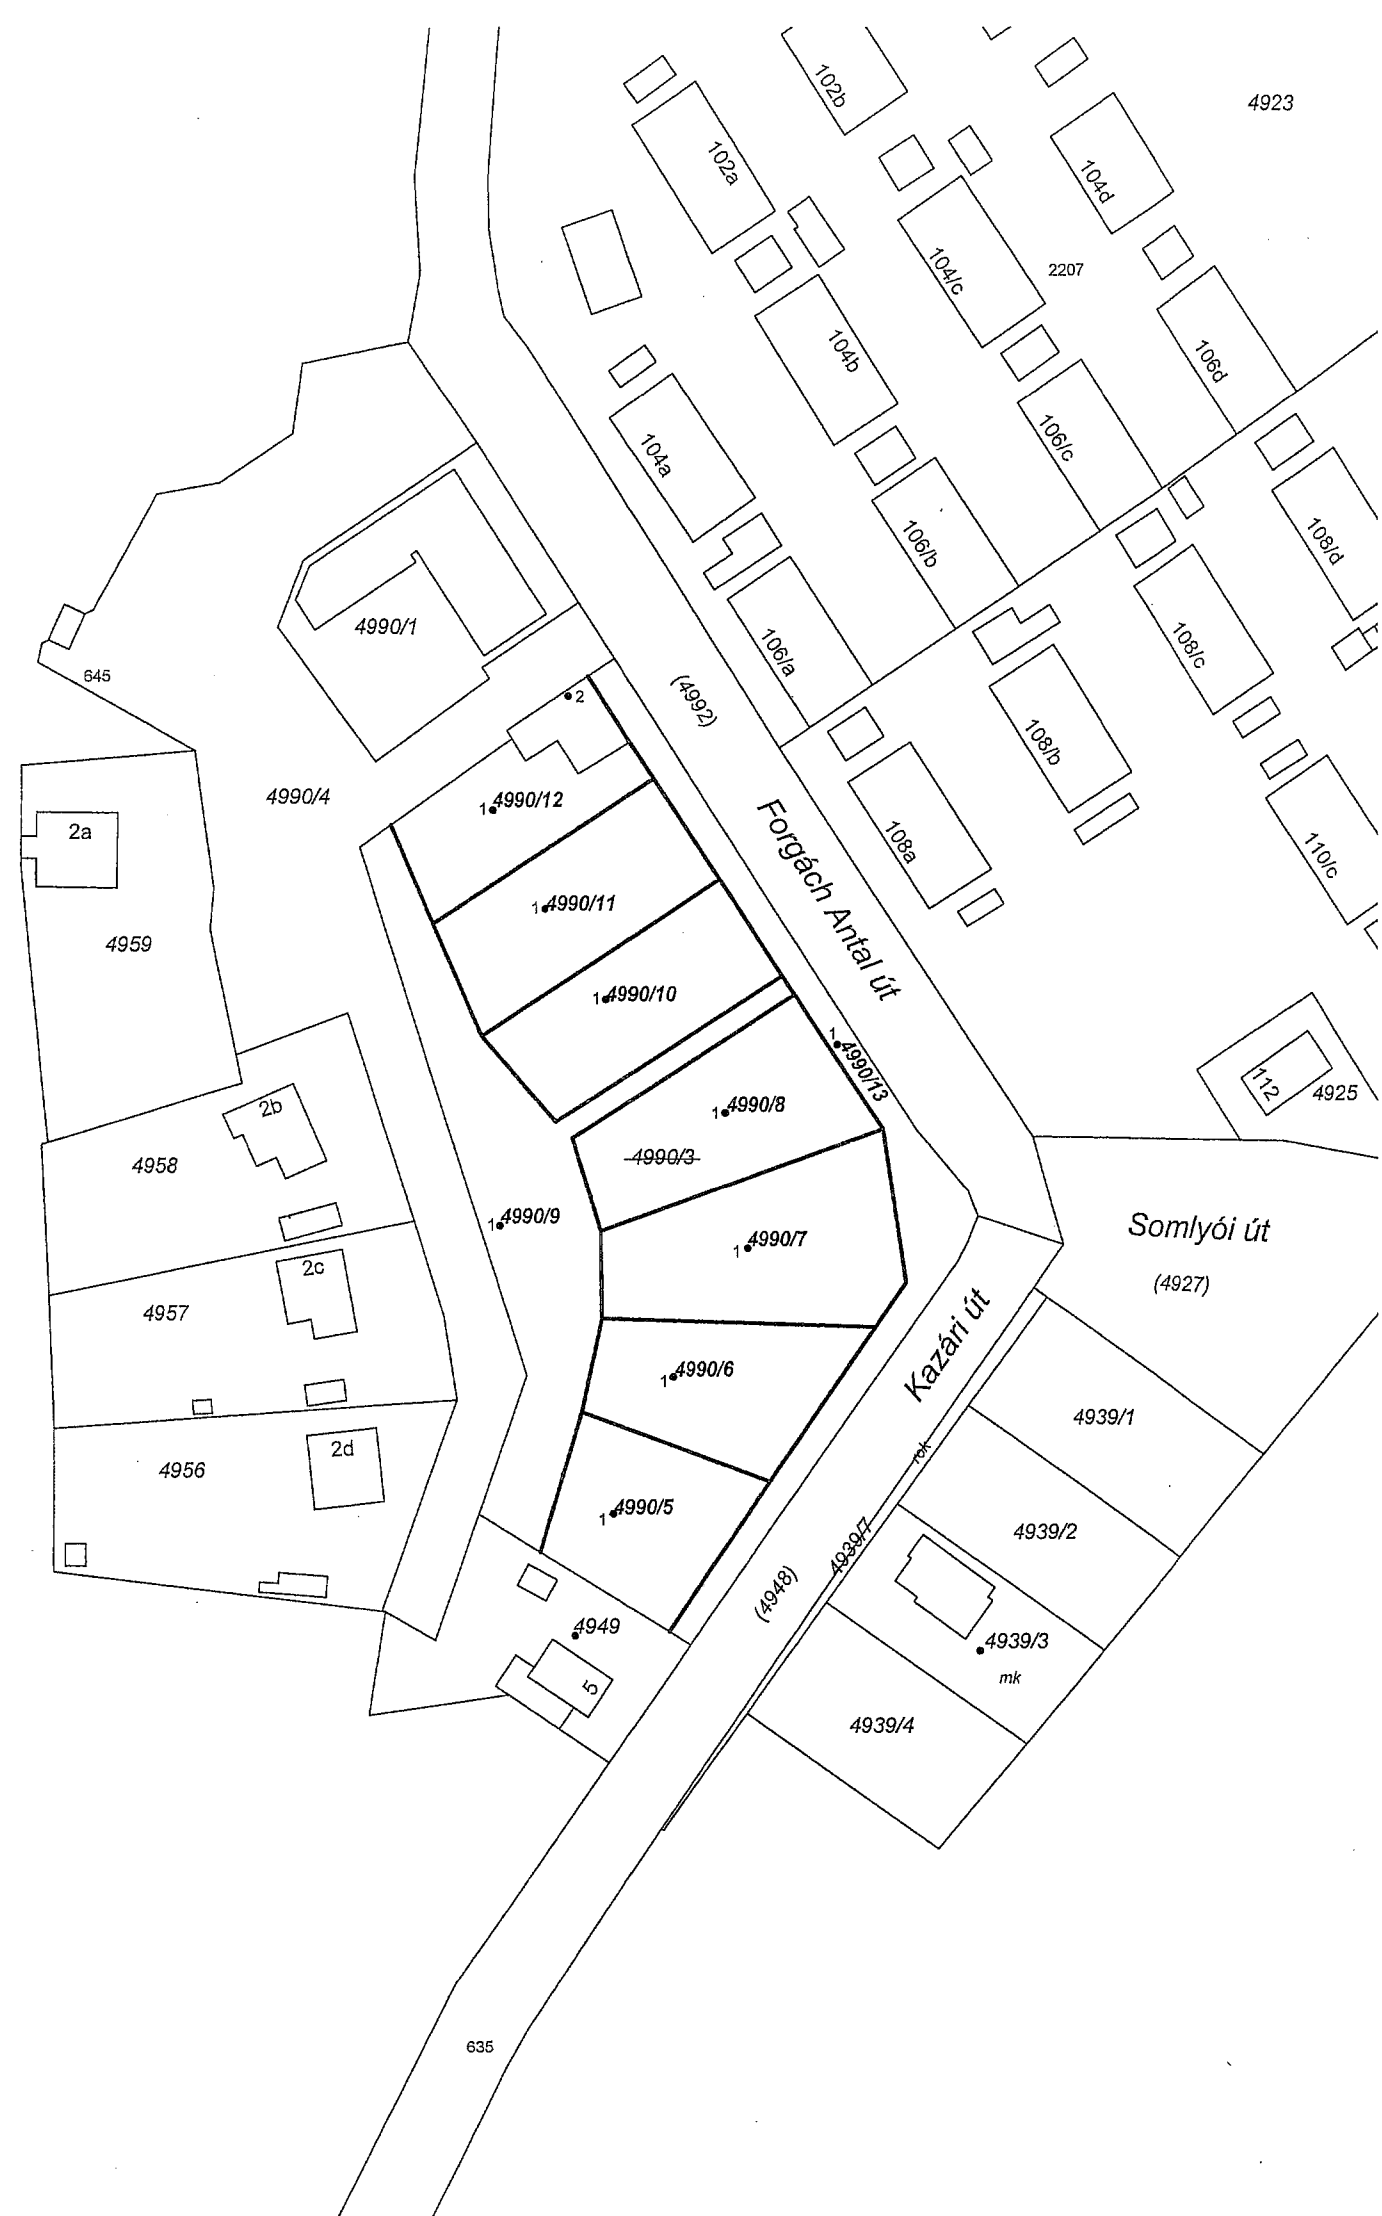 102b
4923
102a
104d
104/c
2207
104b
106d
104a
106/c
106/b
108/d
4990/1
106/a
108/c
645
(4992)
2
108/b
4990/4
1 4990/12
2a
Forgách Antal út
108a
110/c
1 4990/11
4959
1 4990/10
1 4990/13
112
4925
2b
1 4990/8
4958
4990/3
1 4990/9
Somlyói út
1 4990/7
2c
(4927)
4957
Kazári út
1 4990/6
4939/1
2d
rok
4956
1 4990/5
4939/7
4939/2
(4948)
4949
4939/3
mk
5
4939/4
635